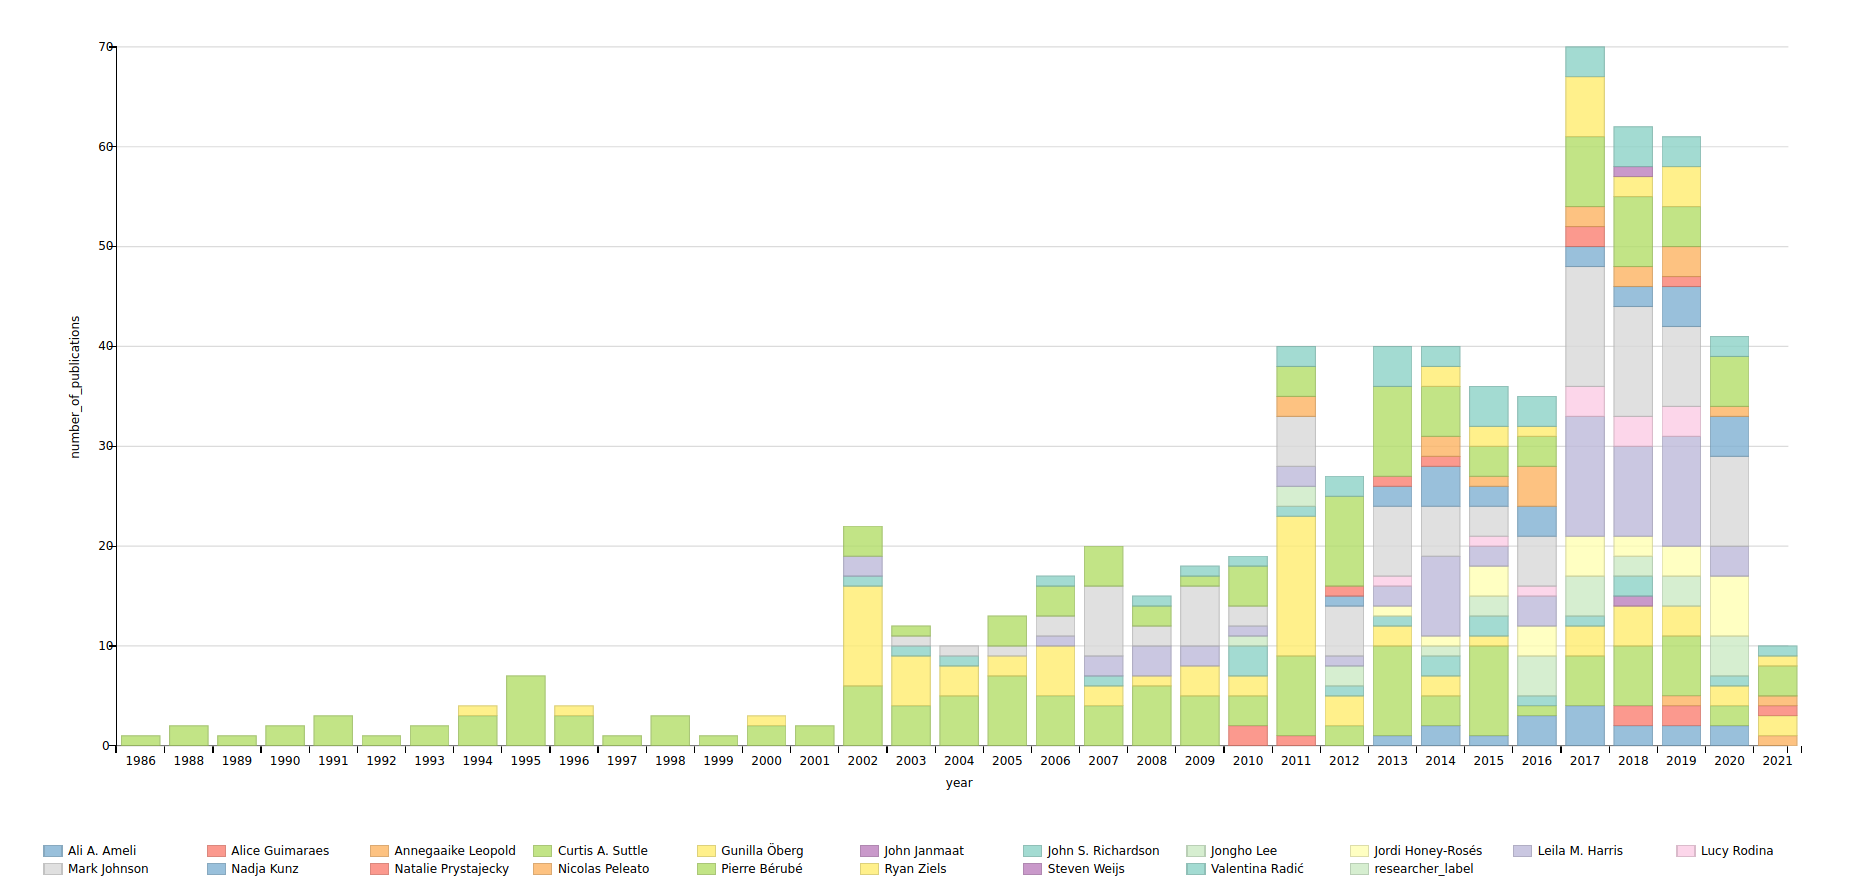 70
60
50
40
30
20
10
0
number_of_publications
1986 1988 1989 1990 1991 1992 1993 1994 1995 1996 1997 1998 1999 2000 2001 2002 2003 2004 2005 2006 2007 2008 2009 2010 2011 2012 2013 2014 2015 2016 2017 2018 2019 2020 2021
year
Ali A. Ameli Alice Guimaraes Annegaaike Leopold Curtis A. Suttle Gunilla Öberg John Janmaat John S. Richardson Jongho Lee Jordi Honey-Rosés Leila M. Harris Lucy Rodina
Mark Johnson Nadja Kunz Natalie Prystajecky Nicolas Peleato Pierre Bérubé Ryan Ziels Steven Weijs Valentina Radić researcher_label